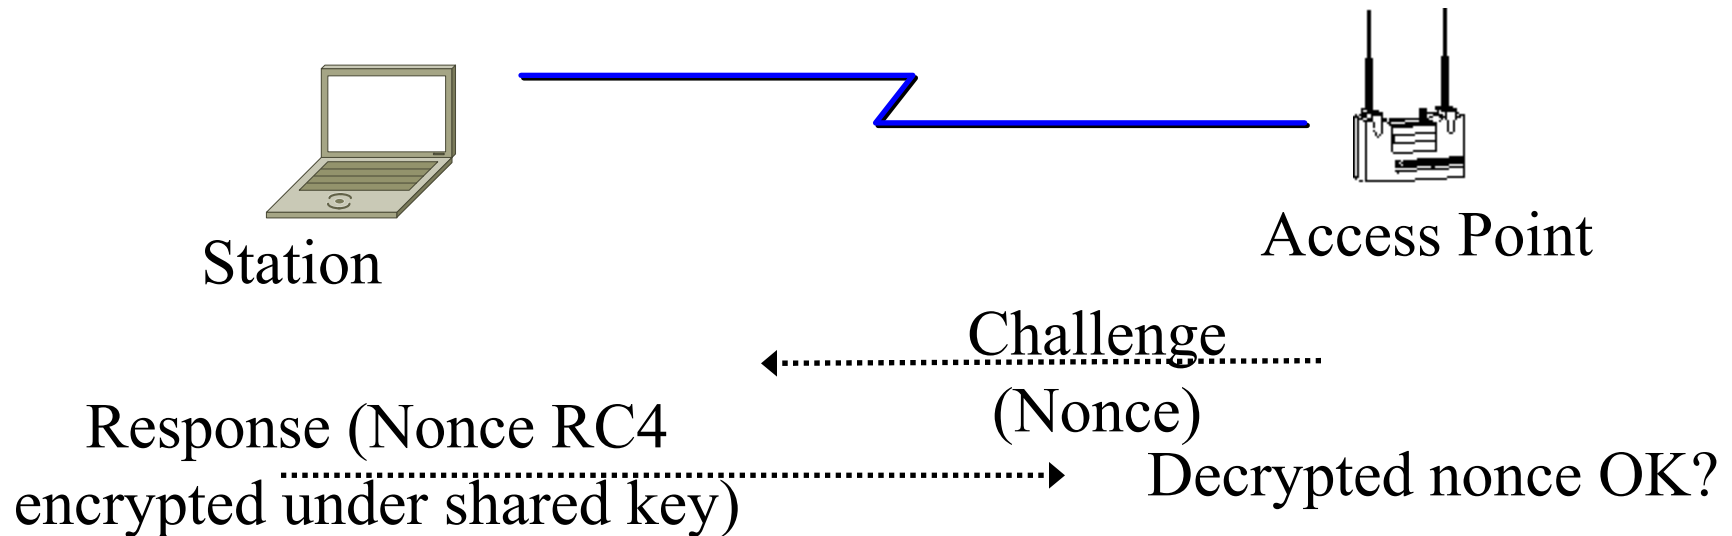 Station
Access Point
Challenge
(Nonce)
Response (Nonce RC4
encrypted under shared key)
Decrypted nonce OK?